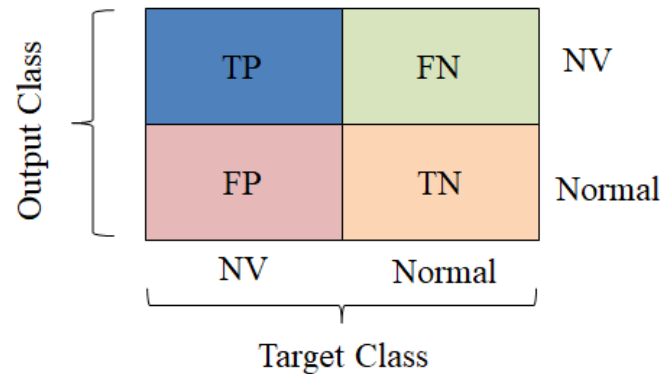 Output Class
TP
FN
NV
FP
TN
Normal
NV
Normal
Target Class